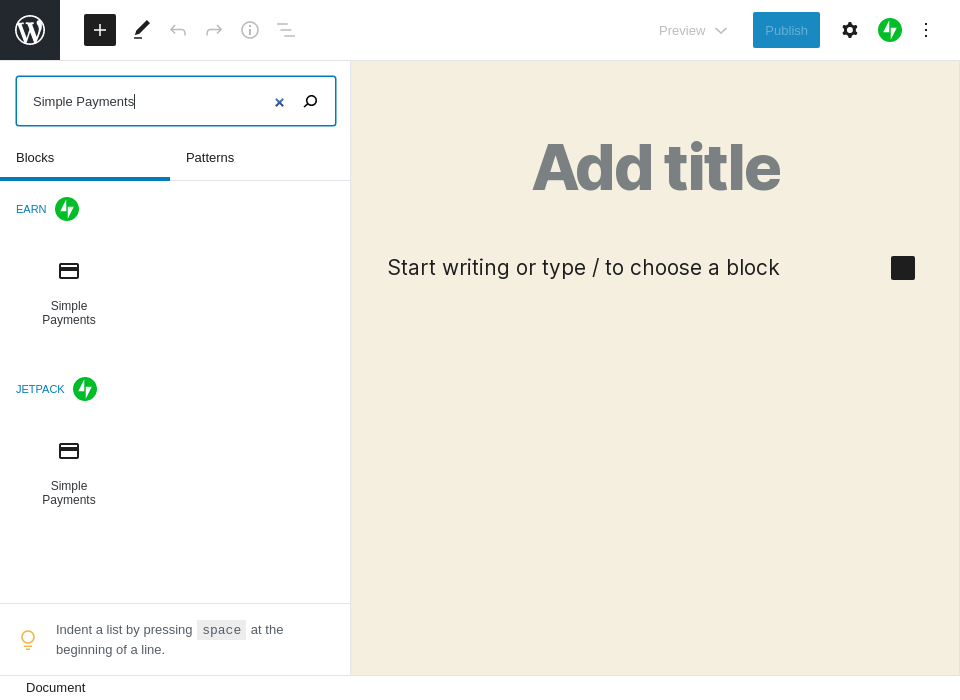 Preview
Publish
Simple Payments
Blocks
Patterns
EARN
Simple
Payments
JETPACK
Simple
Payments
Indent a list by pressing space at the
beginning of a line.
Add title
Start writing or type / to choose a block
Document